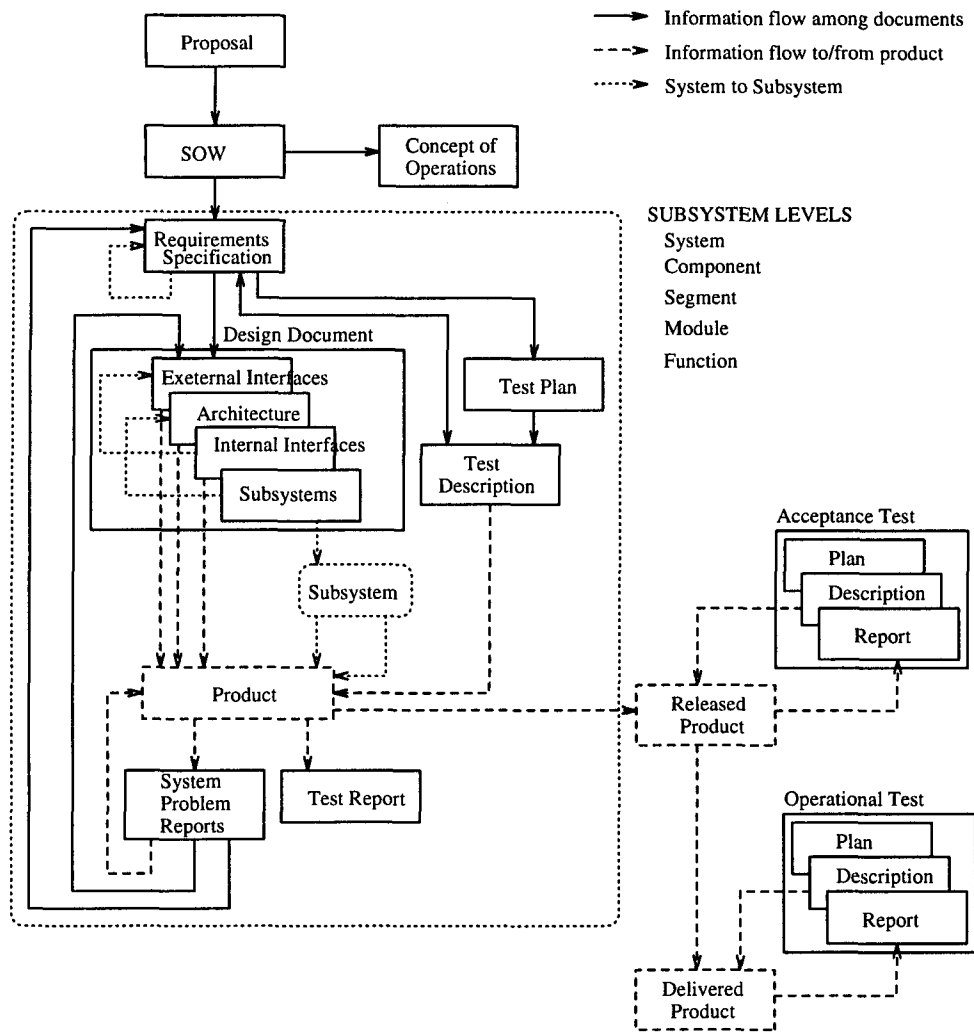 Proposal
Information flow among documents
Information flow to/from product
System to Subsystem
SOW
Concept of
Operations
SUBSYSTEM LEVELS
System
Component
Segment
Module
Function
Requirements
Specification
Design Document
Exeternal Interfaces
Architecture
Internal Interfaces
Subsystems
Test Plan
Test
Description
Subsystem
Product
System
Problem
Reports
Test Report
Acceptance Test
Plan
Description
Report
Released
Product
Operational Test
Plan
Description
Report
Delivered
Product